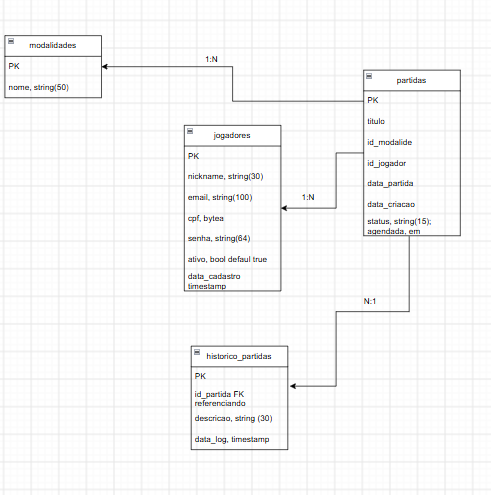 modalidades
PK
nome, string(50)
1:N
partidas
PK
titulo
id_modalide
id_jogador
data_partida
data_criacao
status, string(15);
agendada, em
jogadores
PK
nickname, string(30)
email, string(100)
cpf, bytea
senha, string(64)
ativo, bool defaul true
data_cadastro
timestamp
1:N
N:1
historico_partidas
PK
id_partida FK
referenciando
descricao, string (30)
data_log, timestamp